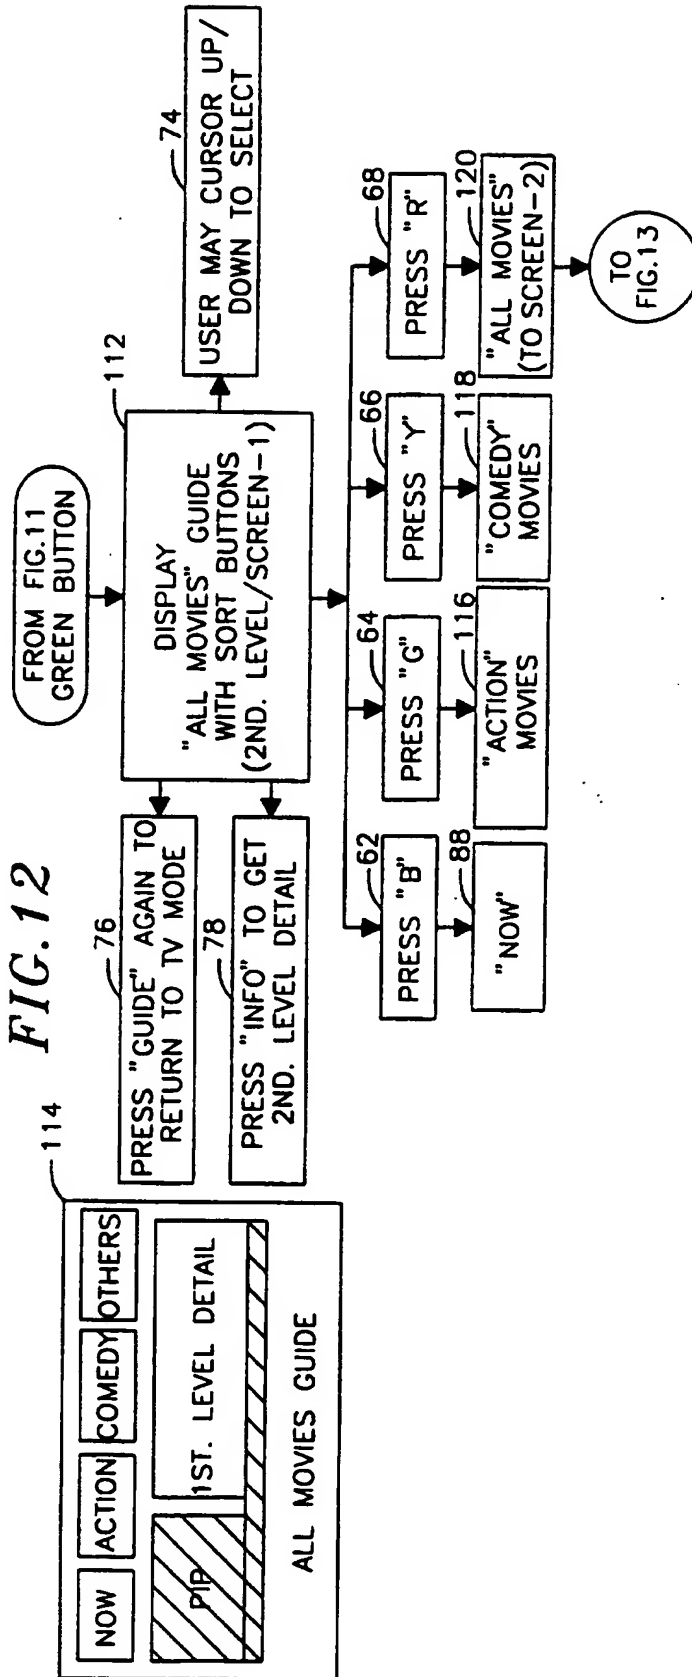 FIG.12
114
NOW
ACTION
COMEDY
OTHERS
PIP
1ST. LEVEL DETAIL
ALL MOVIES GUIDE
FROM FIG.11
GREEN BUTTON
112
DISPLAY
"ALL MOVIES" GUIDE
WITH SORT BUTTONS
(2ND. LEVEL/SCREEN-1)
74
USER MAY CURSOR UP/
DOWN TO SELECT
76
PRESS "GUIDE" AGAIN TO
RETURN TO TV MODE
78
PRESS "INFO" TO GET
2ND. LEVEL DETAIL
62
PRESS "B"
88
"NOW"
64
PRESS "G"
116
"ACTION"
MOVIES
66
PRESS "Y"
118
"COMEDY"
MOVIES
68
PRESS "R"
120
"ALL MOVIES"
(TO SCREEN-2)
TO
FIG.13